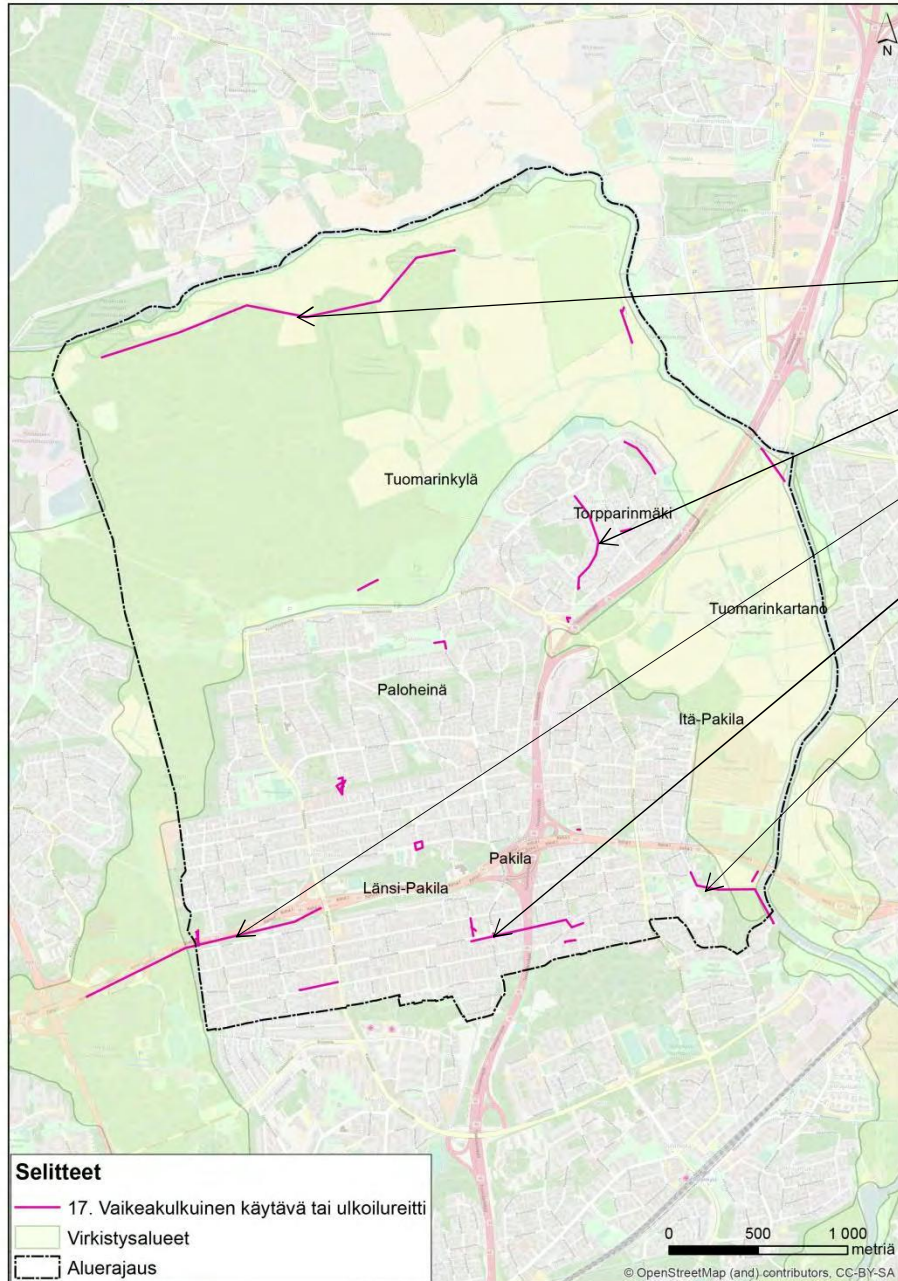 N
Tuomarinkylä
Torpparinmäki
Tuomarinkartano
Paloheinä
Itä-Pakila
Pakila
Länsi-Pakila
Selitteet
17. Vaikeakulkuinen käytävä tai ulkoilureitti
Virkistysalueet
Aluerajaus
0 500 1 000
metriä
© OpenStreetMap (and) contributors, CC-BY-SA